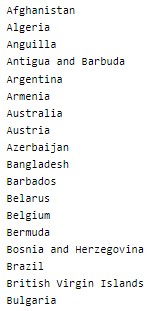 Afghanistan
Algeria
Anguilla
Antigua and Barbuda
Argentina
Armenia
Australia
Austria
Azerbaijan
Bangladesh
Barbados
Belarus
Belgium
Bermuda
Bosnia and Herzegovina
Brazil
British Virgin Islands
Bulgaria